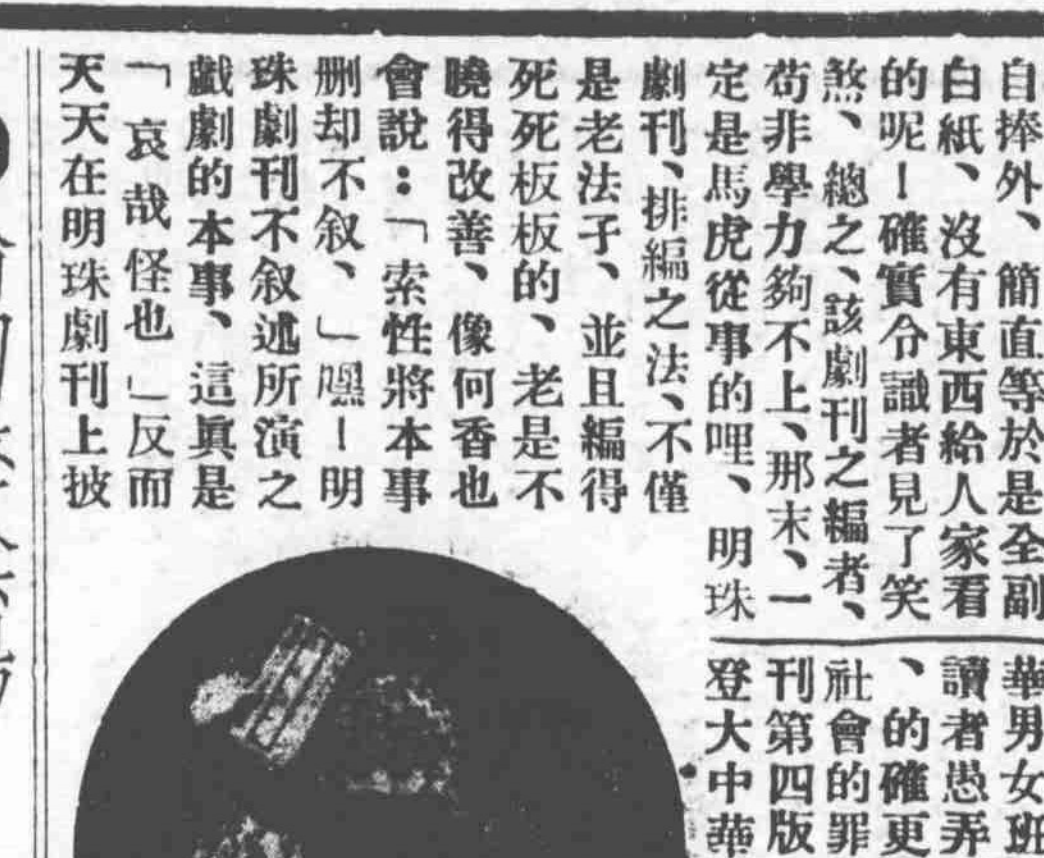 自捧外、簡直等於是全副
白紙、沒有東西給人家看
的呢！確實令識者見了笑
煞、總之、該劇刊之編者、
苟非學力夠不上、那末、一
定是馬虎從事的哩、明珠
劇刊、排編之法、不僅
是老法子、並且編得
死死板板的、老是不
曉得改善、像何香也
會說：「索性將本事
删却不叙、」嘿！明
珠劇刊不叙述所演之
戲劇的本事、這眞是
「哀哉怪也」反而
天天在明珠劇刊上披
華男女班
讀者愚弄
、的確更
社會的罪
刊第四版
登大中華